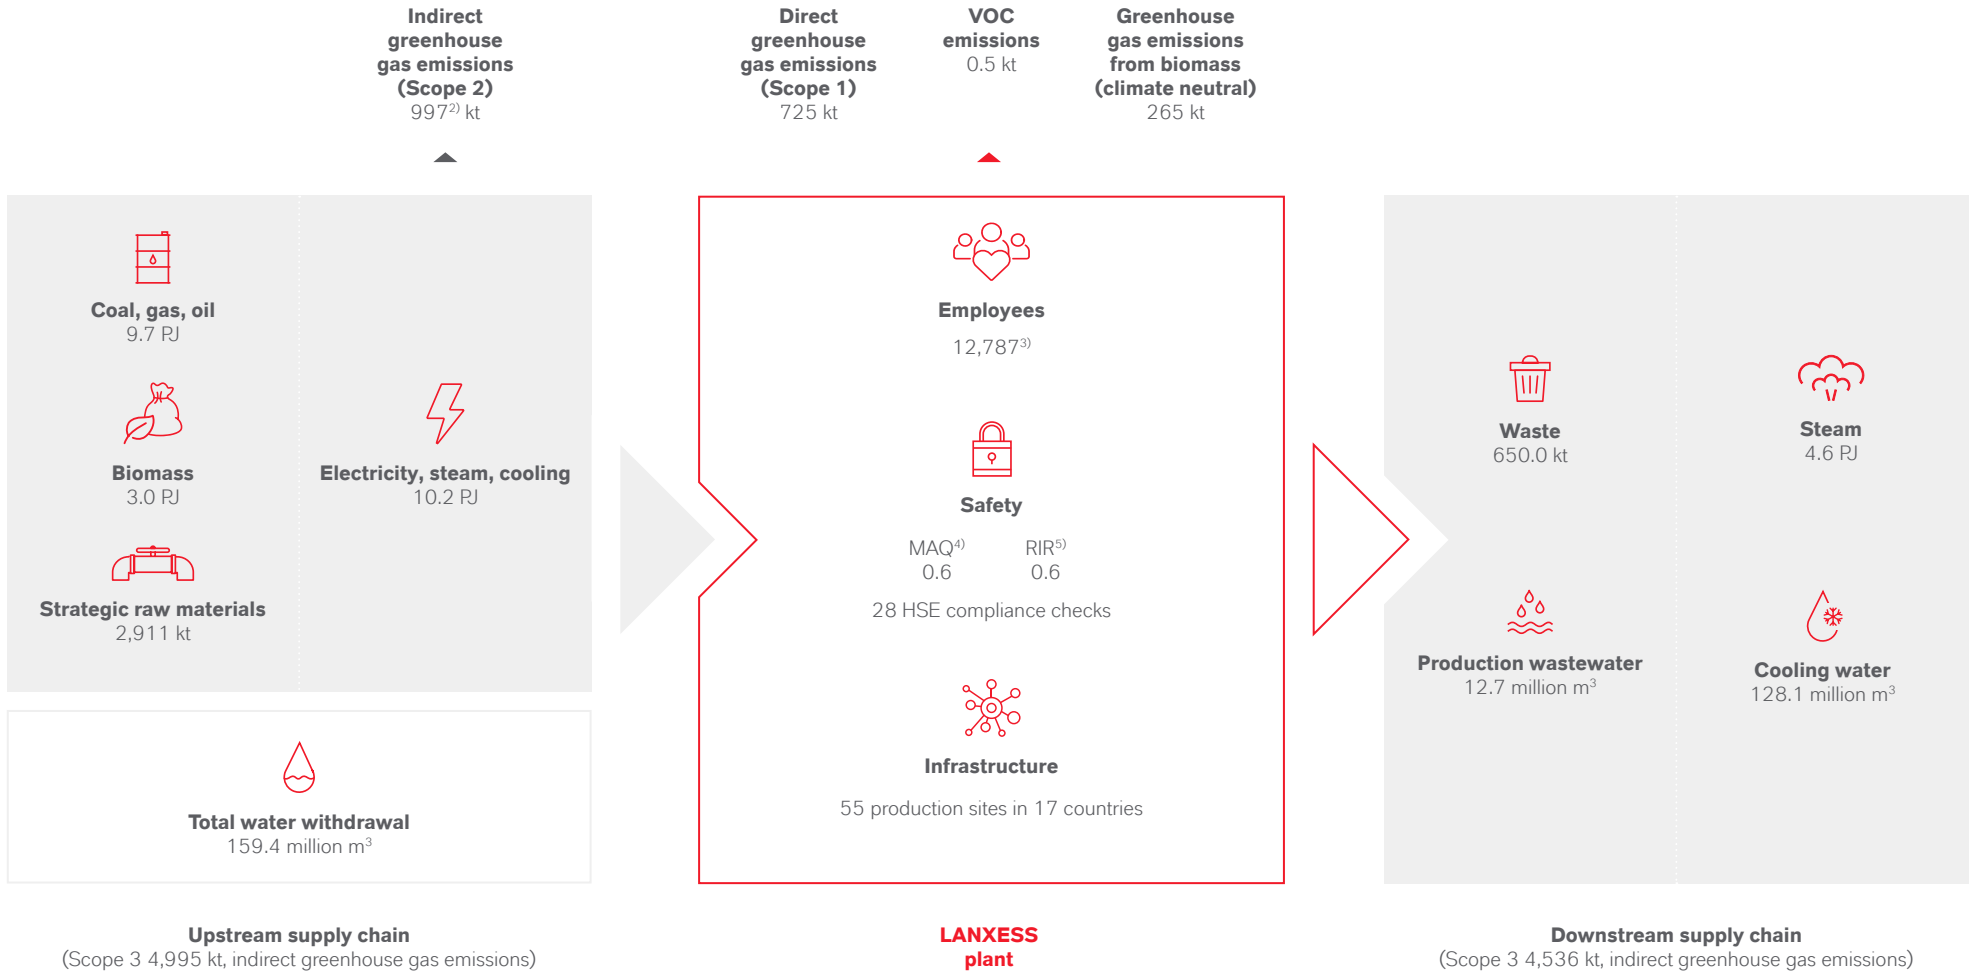 Indirect
greenhouse
gas emissions
(Scope 2)
997²⁾ kt
Direct
greenhouse
gas emissions
(Scope 1)
725 kt
VOC
emissions
0.5 kt
Greenhouse
gas emissions
from biomass
(climate neutral)
265 kt
Coal, gas, oil
9.7 PJ
Biomass
3.0 PJ
Strategic raw materials
2,911 kt
Electricity, steam, cooling
10.2 PJ
Total water withdrawal
159.4 million m³
Upstream supply chain
(Scope 3 4,995 kt, indirect greenhouse gas emissions)
Employees
12,787³⁾
Safety
MAQ⁴⁾ RIR⁵⁾
0.6 0.6
28 HSE compliance checks
Infrastructure
55 production sites in 17 countries
LANXESS
plant
Waste
650.0 kt
Steam
4.6 PJ
Production wastewater
12.7 million m³
Cooling water
128.1 million m³
Downstream supply chain
(Scope 3 4,536 kt, indirect greenhouse gas emissions)